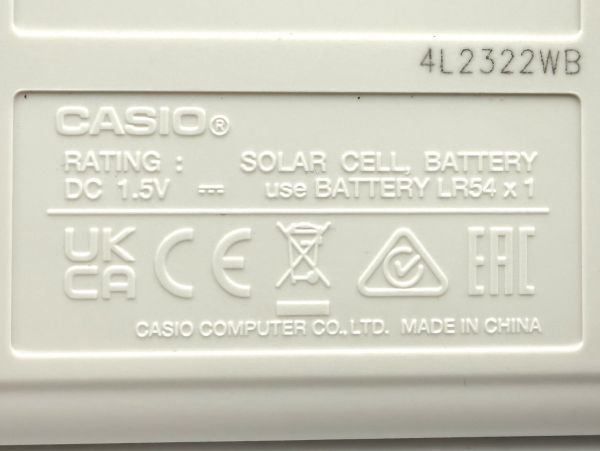 4L2322WB
CASIO®
RATING : SOLAR CELL, BATTERY
DC 1.5V ⎓ use BATTERY LR54 x 1
UK CA CE EAC
CASIO COMPUTER CO., LTD. MADE IN CHINA